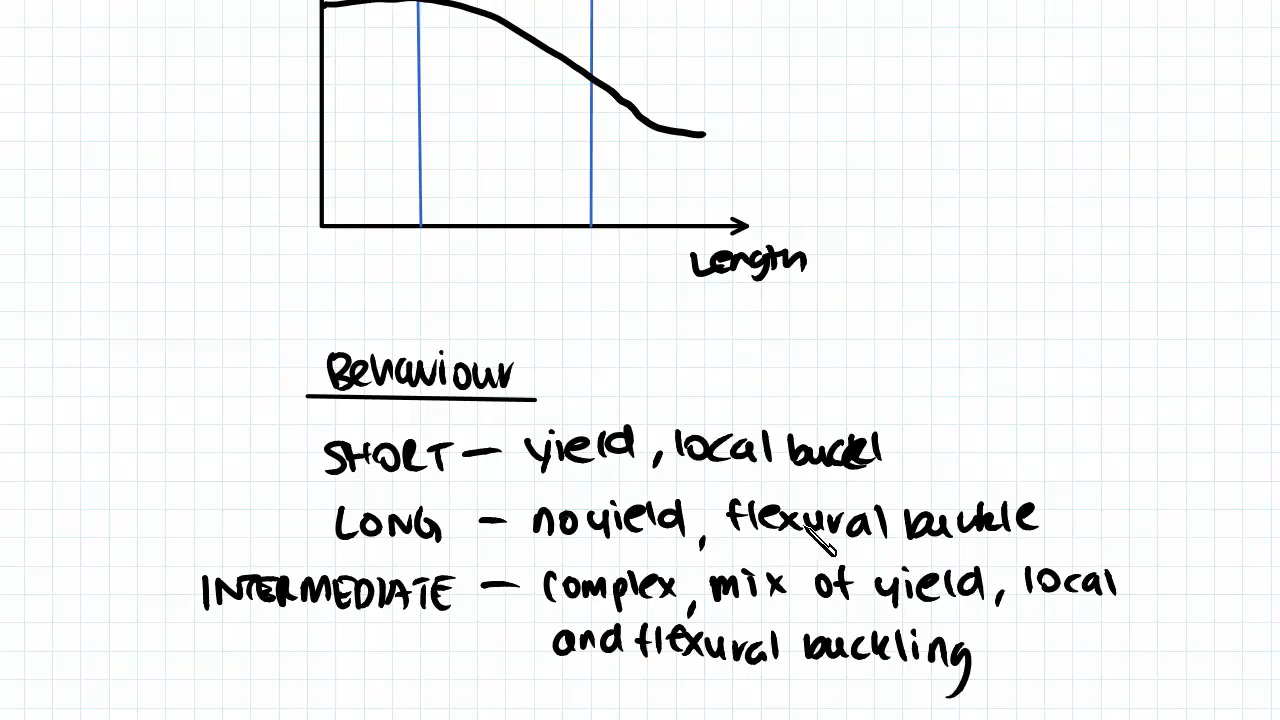 Length
Behaviour
SHORT — yield, local buckl
LONG — no yield, flexural buckle
INTERMEDIATE — complex, mix of yield, local
and flexural buckling